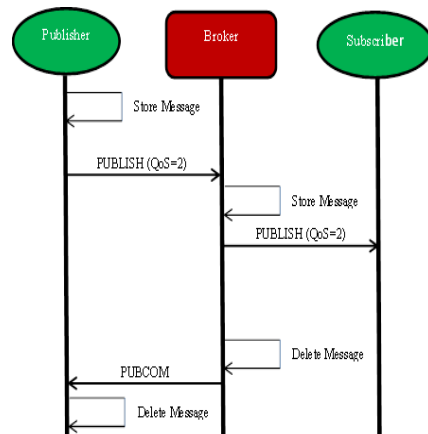 Publisher
Broker
Subscriber
Store Message
PUBLISH (QoS=2)
Store Message
PUBLISH (QoS=2)
Delete Message
PUBCOM
Delete Message